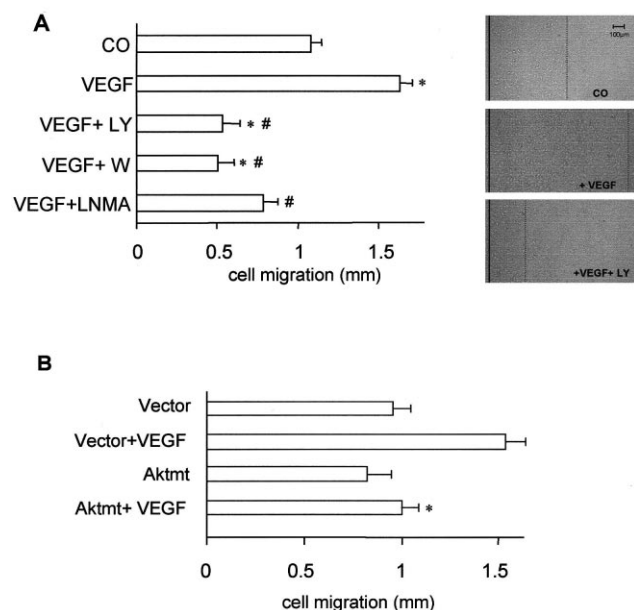 A
CO
VEGF
*
VEGF+ LY
* #
VEGF+ W
* #
VEGF+LNMA
#
0 0.5 1 1.5
cell migration (mm)
100µm
CO
+ VEGF
+VEGF+ LY
B
Vector
Vector+VEGF
Aktmt
Aktmt+ VEGF
*
0 0.5 1 1.5
cell migration (mm)